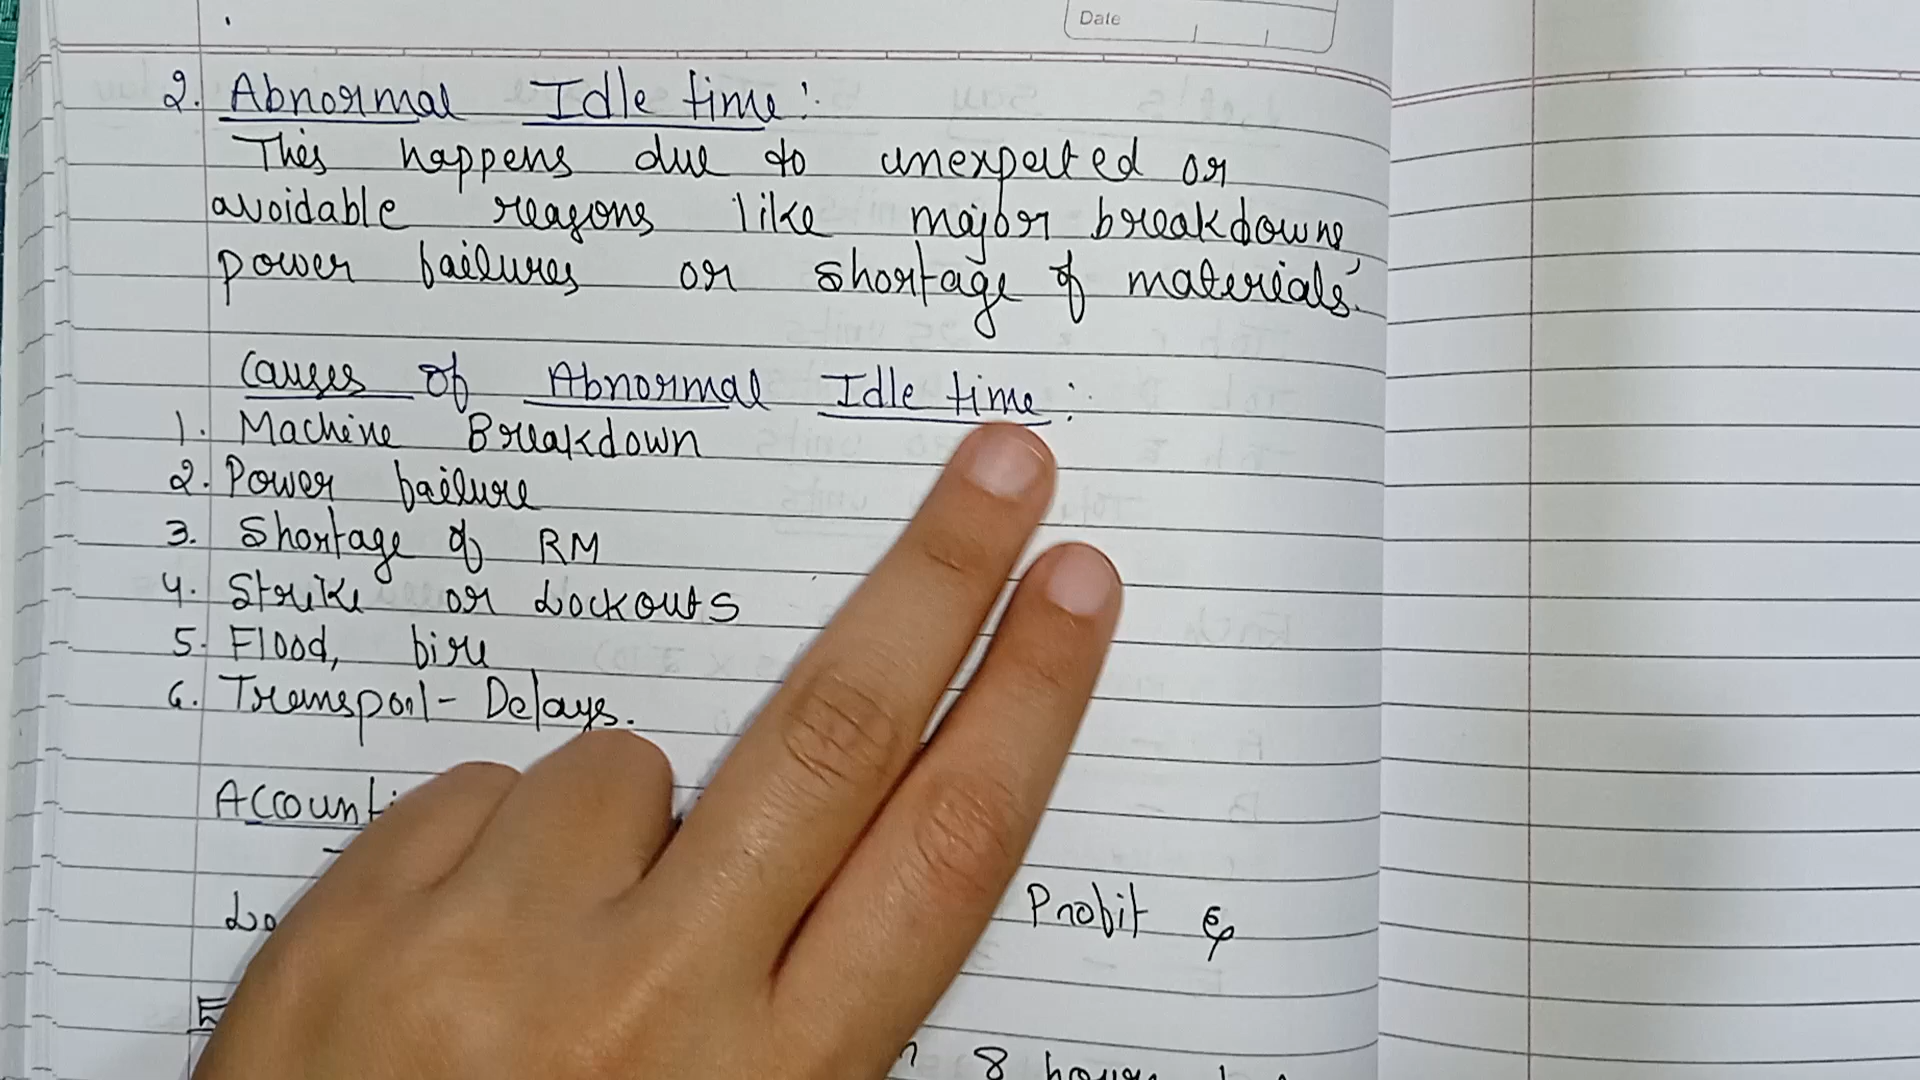 Date
2. Abnormal Idle time:
This happens due to unexpeted or
avoidable reasons like major breakdowns,
power failures or shortage of materials.
Causes of Abnormal Idle time:
1. Machine Breakdown
2. Power failure
3. Shortage of RM
4. Strike or Lockouts
5. Flood, fire
6. Transport - Delays.
Profit &
8 hours